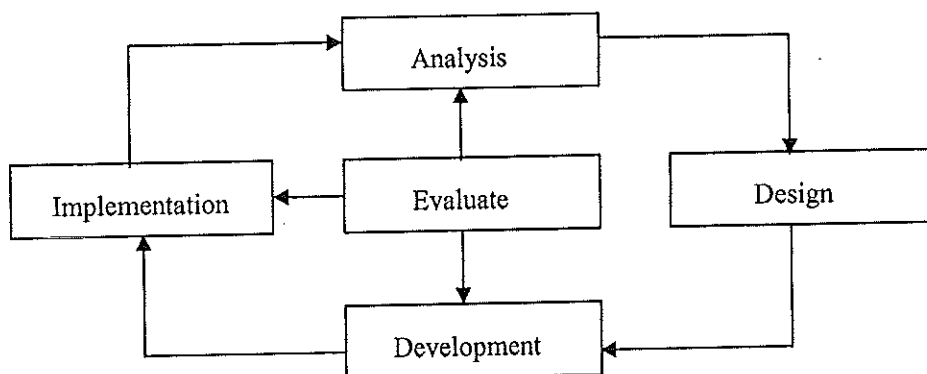 Analysis
Implementation
Evaluate
Design
Development